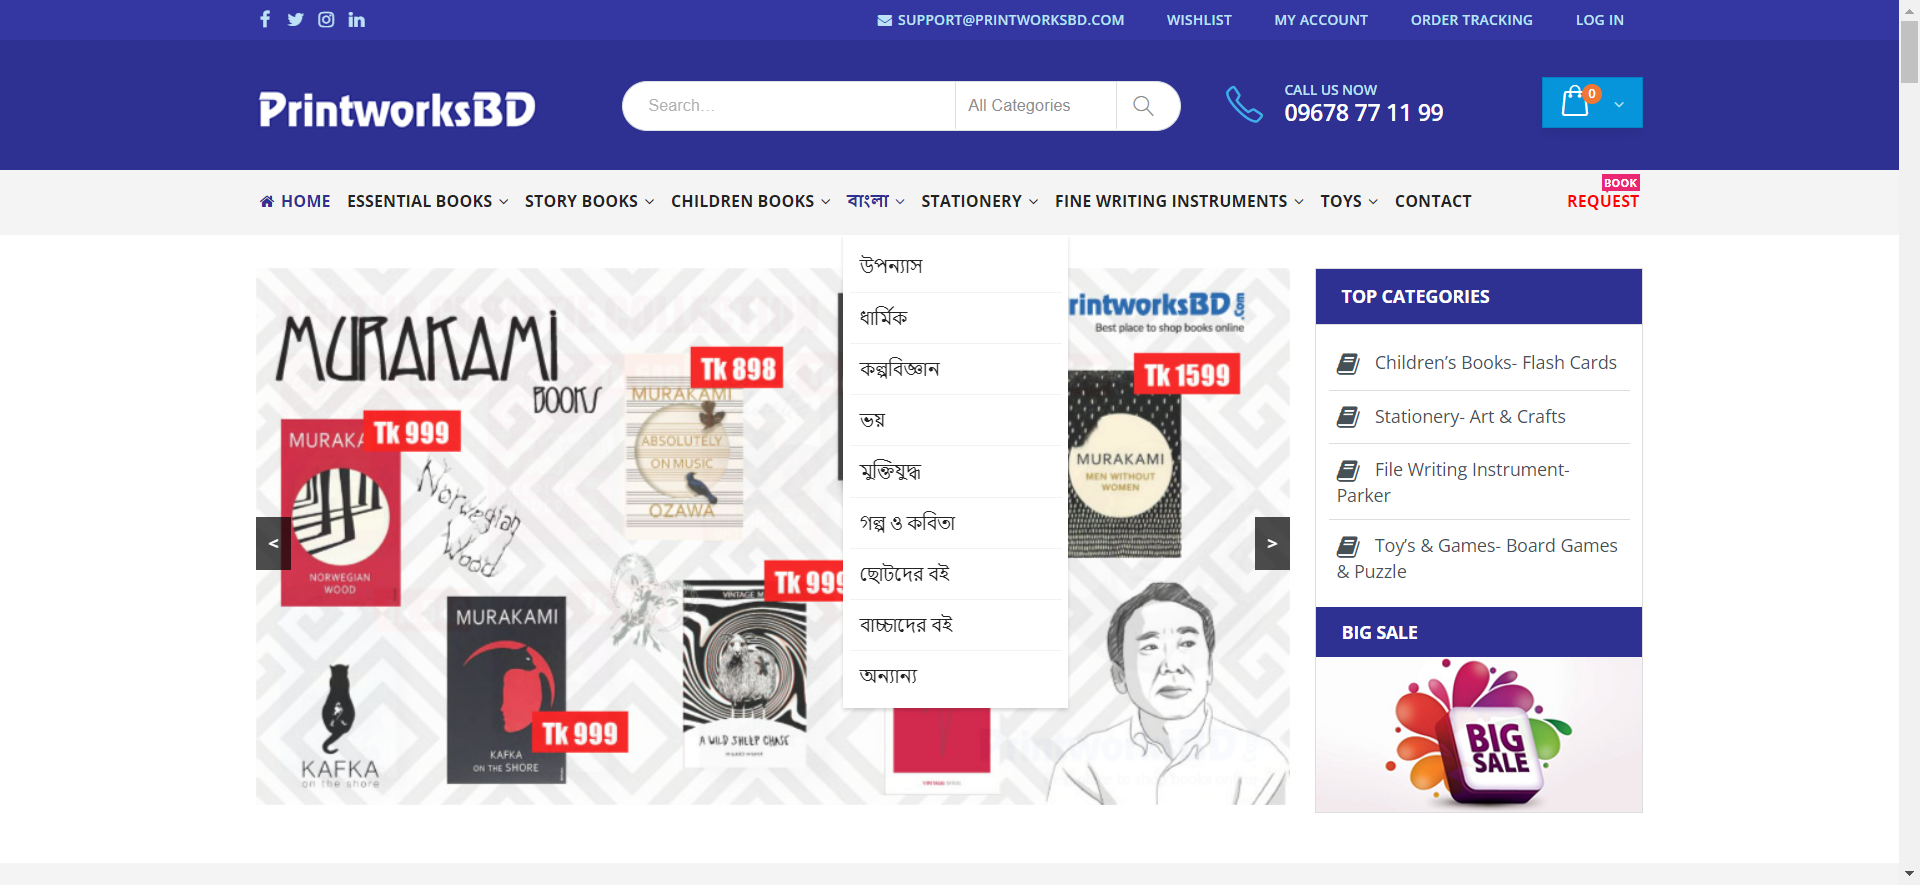 SUPPORT@PRINTWORKSBD.COM WISHLIST MY ACCOUNT ORDER TRACKING LOG IN
PrintworksBD
Search...
All Categories
CALL US NOW
09678 77 11 99
0
HOME ESSENTIAL BOOKS STORY BOOKS CHILDREN BOOKS বাংলা STATIONERY FINE WRITING INSTRUMENTS TOYS CONTACT
BOOK
REQUEST
উপন্যাস
ধার্মিক
কল্পবিজ্ঞান
ভয়
মুক্তিযুদ্ধ
গল্প ও কবিতা
ছোটদের বই
বাচ্চাদের বই
অন্যান্য
MURAKAMI
BOOKS
Tk 999
MURAKA
NORWEGIAN
WOOD
Norwegian
Wood
Tk 898
MURAKAMI
ABSOLUTELY
ON MUSIC
OZAWA
MURAKAMI
KAFKA
ON THE SHORE
Tk 999
KAFKA
on the shore
Tk 999
VINTAGE M
A WILD SHEEP CHASE
rintworksBD.com
Best place to shop books online
Tk 1599
MURAKAMI
MEN WITHOUT
WOMEN
<
>
TOP CATEGORIES
Children's Books- Flash Cards
Stationery- Art & Crafts
File Writing Instrument-
Parker
Toy's & Games- Board Games
& Puzzle
BIG SALE
BIG
SALE